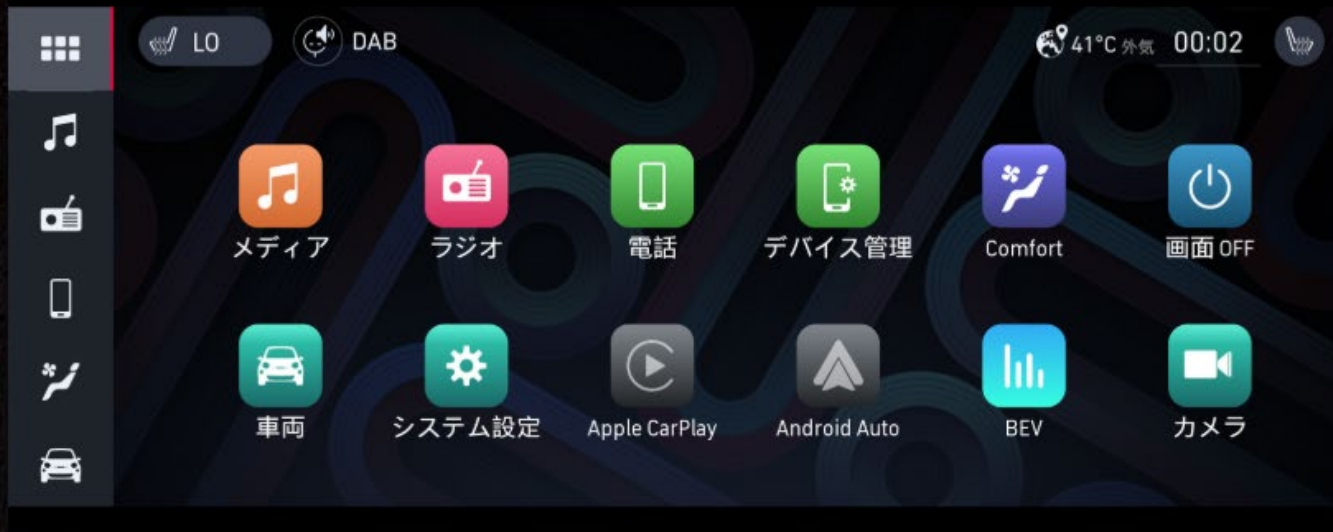 LO
DAB
41°C 外気
00:02
メディア
ラジオ
電話
デバイス管理
Comfort
画面 OFF
車両
システム設定
Apple CarPlay
Android Auto
BEV
カメラ